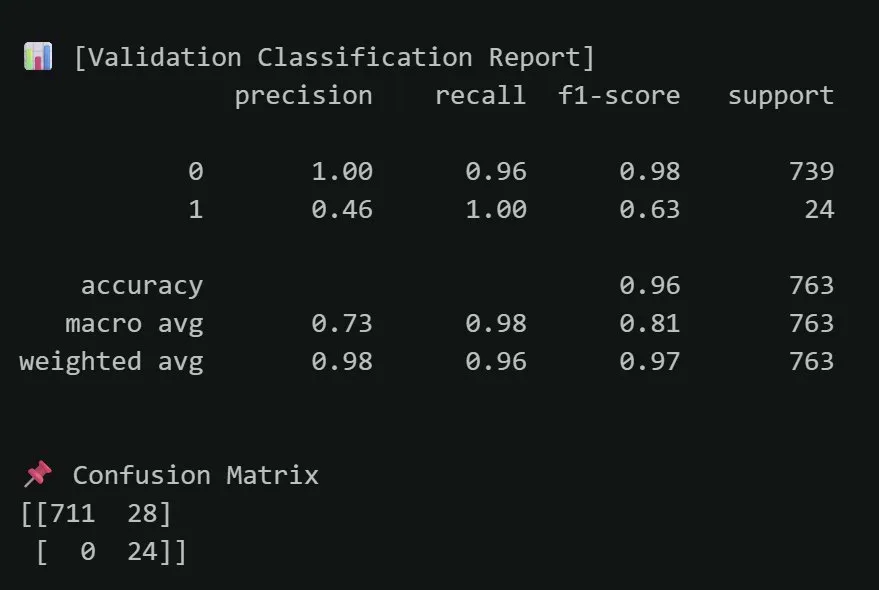 📊 [Validation Classification Report]
              precision    recall  f1-score   support

           0       1.00      0.96      0.98       739
           1       0.46      1.00      0.63        24

    accuracy                           0.96       763
   macro avg       0.73      0.98      0.81       763
weighted avg       0.98      0.96      0.97       763

📌 Confusion Matrix
[[711  28]
 [  0  24]]